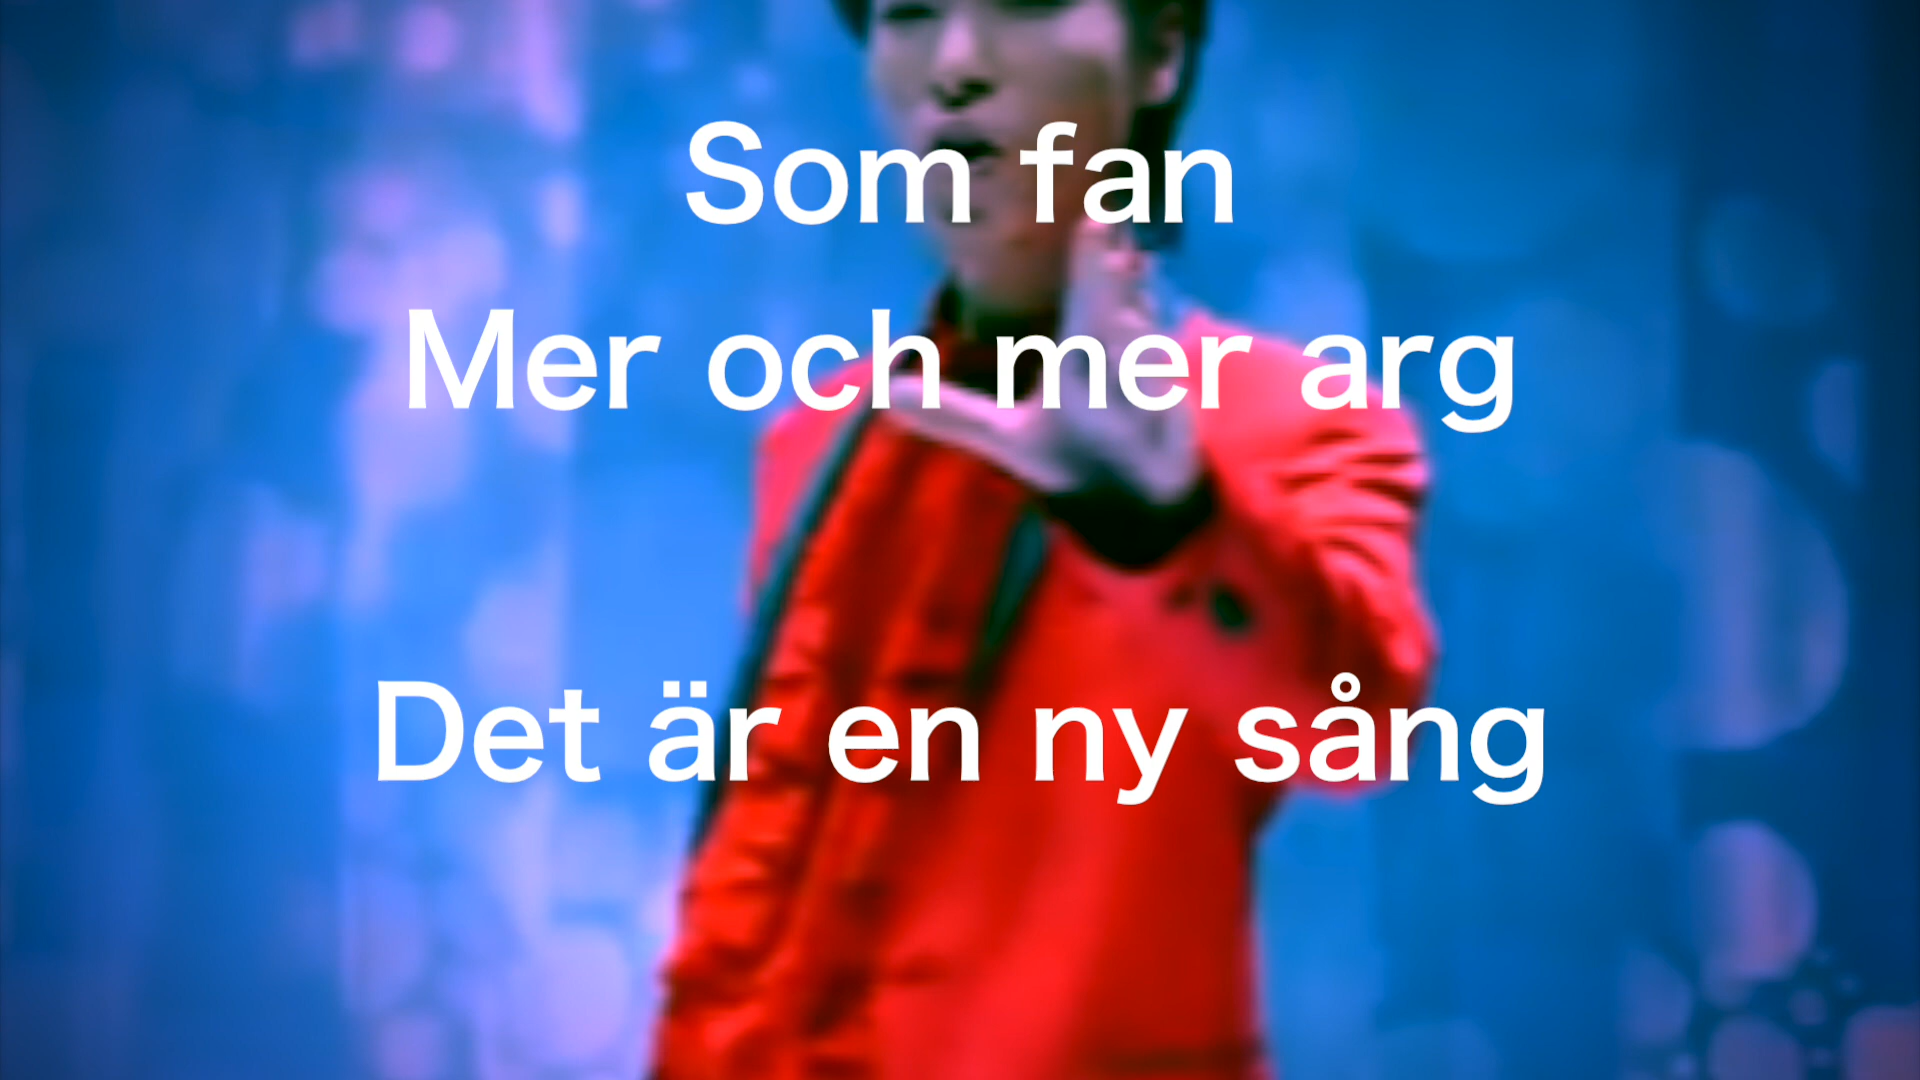 Som fan
Mer och mer arg
Det är en ny sång